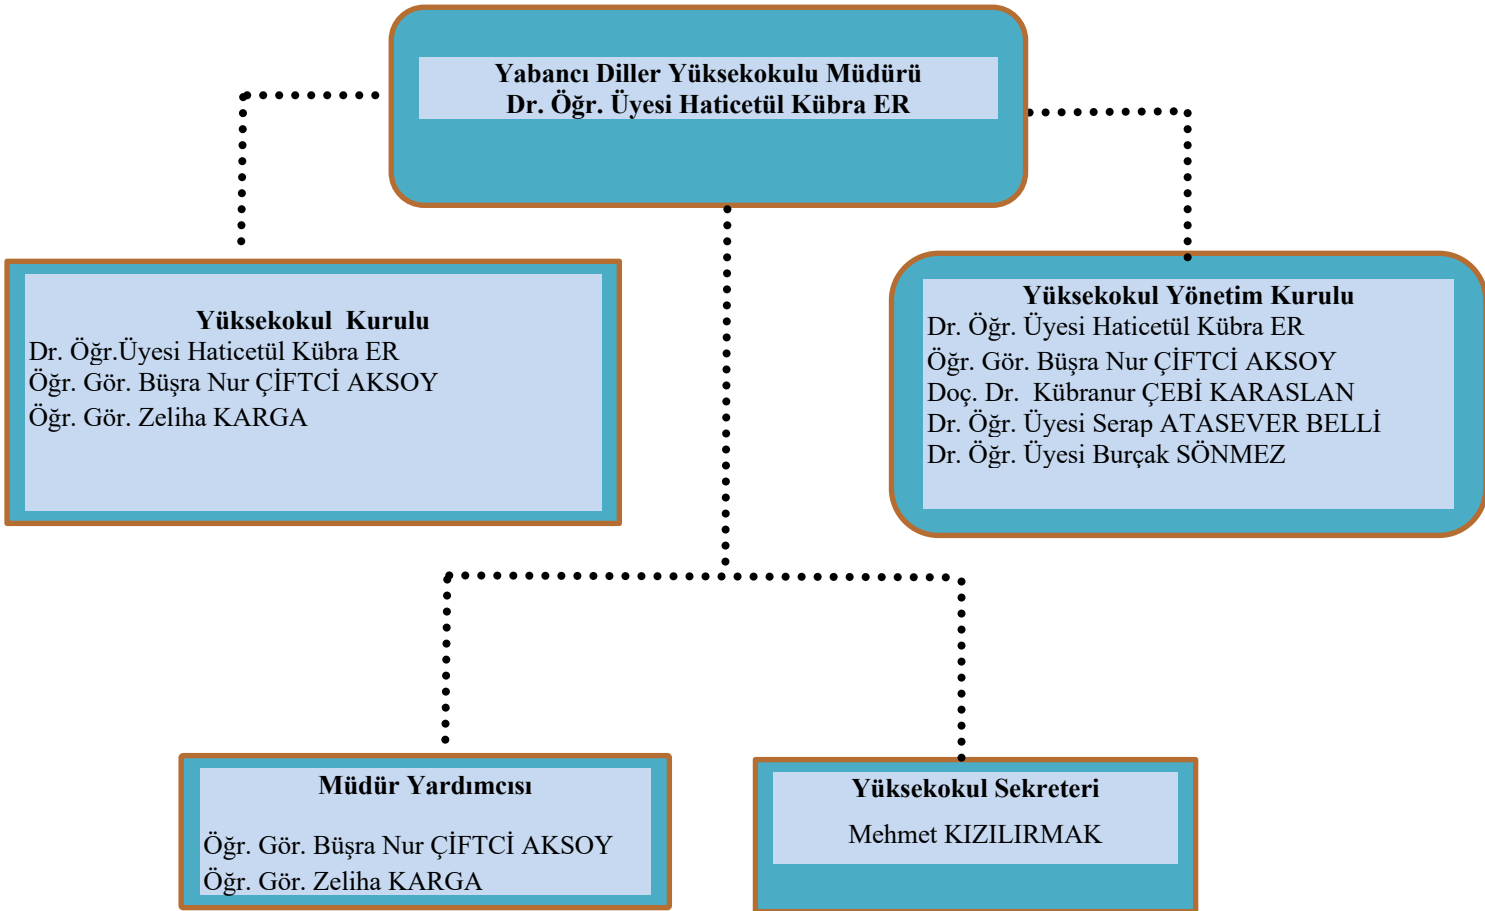 Yabancı Diller Yüksekokulu Müdürü
Dr. Öğr. Üyesi Haticetül Kübra ER
Yüksekokul  Kurulu
Dr. Öğr.Üyesi Haticetül Kübra ER
Öğr. Gör. Büşra Nur ÇİFTCİ AKSOY
Öğr. Gör. Zeliha KARGA
Yüksekokul Yönetim Kurulu
Dr. Öğr. Üyesi Haticetül Kübra ER
Öğr. Gör. Büşra Nur ÇİFTCİ AKSOY
Doç. Dr.  Kübranur ÇEBİ KARASLAN
Dr. Öğr. Üyesi Serap ATASEVER BELLİ
Dr. Öğr. Üyesi Burçak SÖNMEZ
Müdür Yardımcısı
Öğr. Gör. Büşra Nur ÇİFTCİ AKSOY
Öğr. Gör. Zeliha KARGA
Yüksekokul Sekreteri
Mehmet KIZILIRMAK